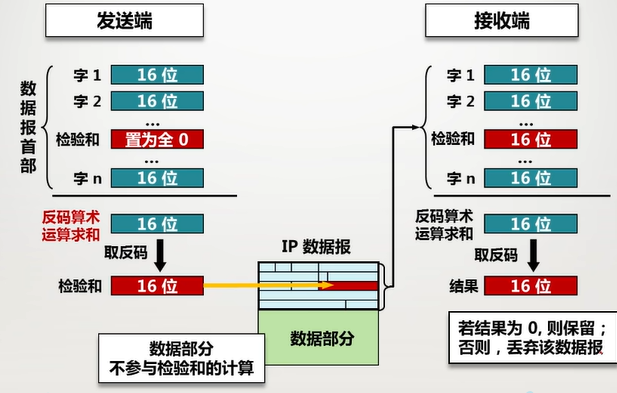 发送端
数据报首部
字 1 16 位
字 2 16 位
...
检验和 置为全 0
...
字 n 16 位
反码算术
运算求和
16 位
取反码
检验和 16 位
数据部分
不参与检验和的计算
IP 数据报
数据部分
接收端
字 1 16 位
字 2 16 位
...
检验和 16 位
...
字 n 16 位
反码算术
运算求和
16 位
取反码
结果 16 位
若结果为 0, 则保留；
否则，丢弃该数据报